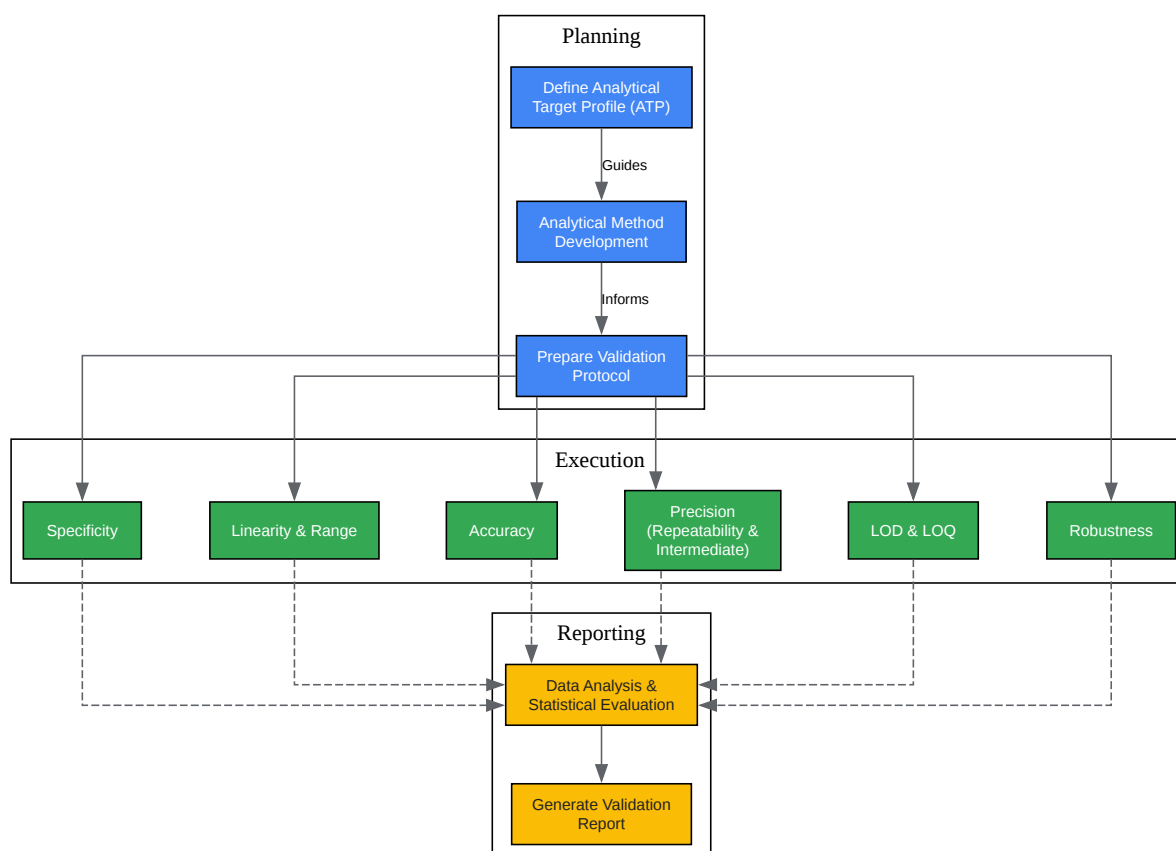 Planning
Define Analytical
Target Profile (ATP)
Guides
Analytical Method
Development
Informs
Prepare Validation
Protocol
Execution
Specificity
Linearity & Range
Accuracy
Precision
(Repeatability &
Intermediate)
LOD & LOQ
Robustness
Reporting
Data Analysis &
Statistical Evaluation
Generate Validation
Report